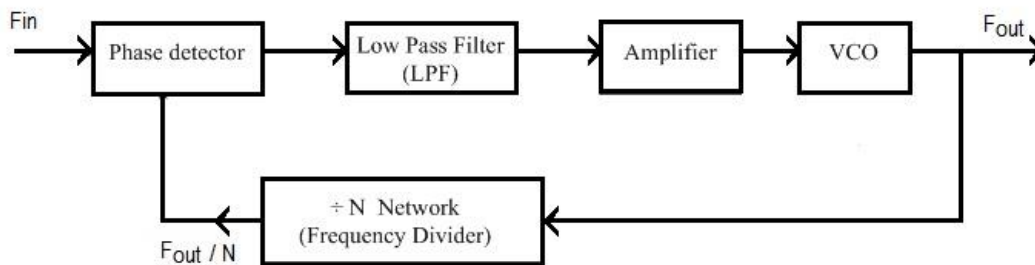 Fin
Phase detector
Low Pass Filter
(LPF)
Amplifier
VCO
Fout
÷ N Network
(Frequency Divider)
Fout / N